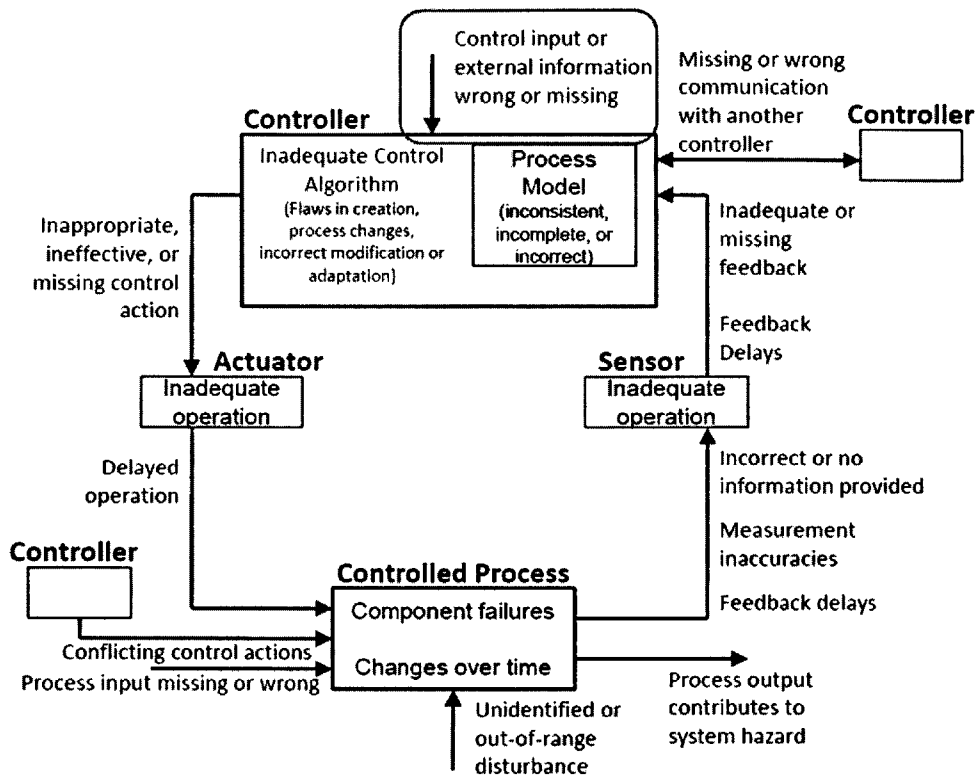 Control input or
external information
wrong or missing
Missing or wrong
communication
with another
controller
Controller
Controller
Inadequate Control
Algorithm
(Flaws in creation,
process changes,
incorrect modification or
adaptation)
Process
Model
(inconsistent,
incomplete, or
incorrect)
Inappropriate,
ineffective, or
missing control
action
Inadequate or
missing
feedback
Feedback
Delays
Actuator
Inadequate
operation
Sensor
Inadequate
operation
Delayed
operation
Incorrect or no
information provided
Measurement
inaccuracies
Feedback delays
Controller
Controlled Process
Component failures
Changes over time
Conflicting control actions
Process input missing or wrong
Unidentified or
out-of-range
disturbance
Process output
contributes to
system hazard